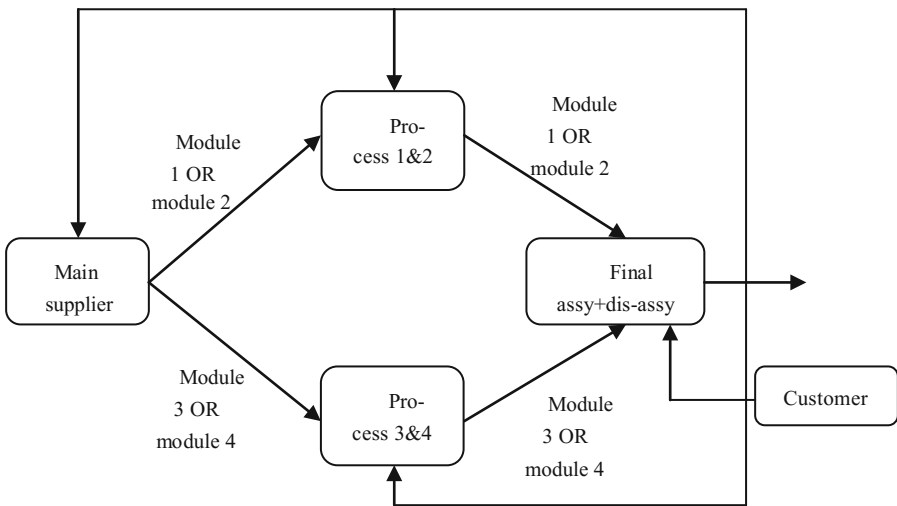 Module
1 OR
module 2
Pro-
cess 1&2
Module
1 OR
module 2
Main
supplier
Final
assy+dis-assy
Module
3 OR
module 4
Pro-
cess 3&4
Module
3 OR
module 4
Customer